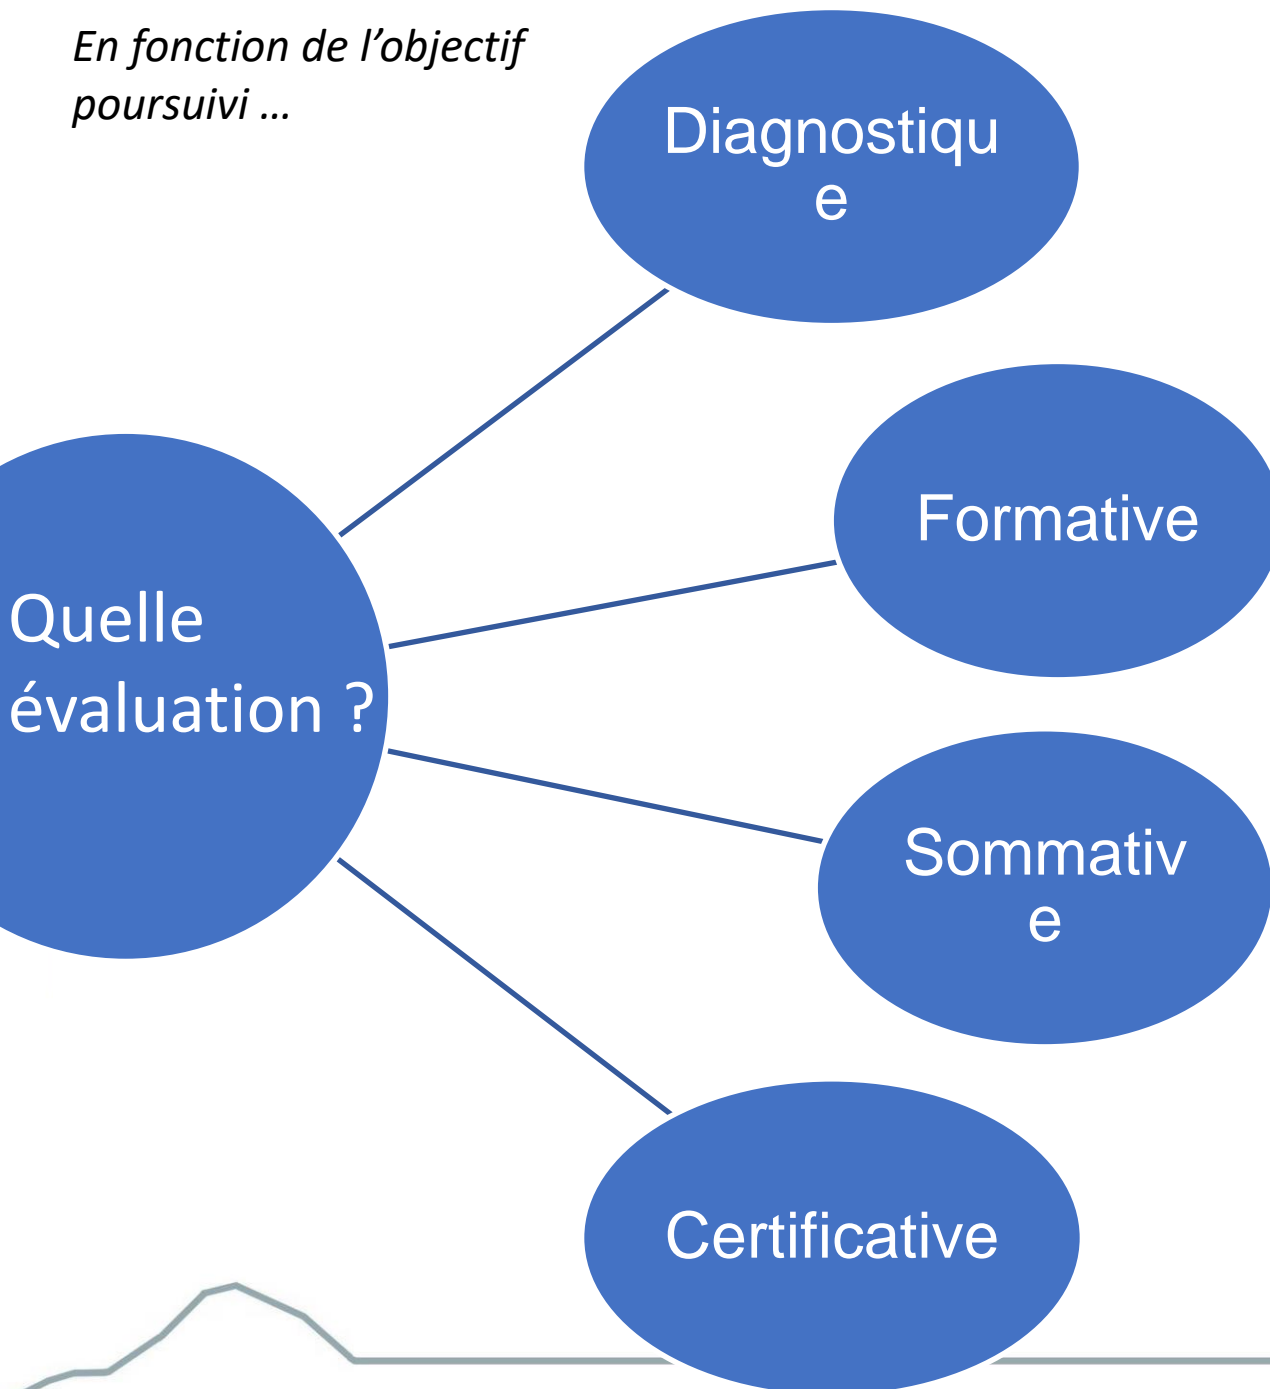 En fonction de l’objectif
poursuivi …
Diagnostiqu
e
Formative
Quelle
évaluation ?
Sommativ
e
Certificative